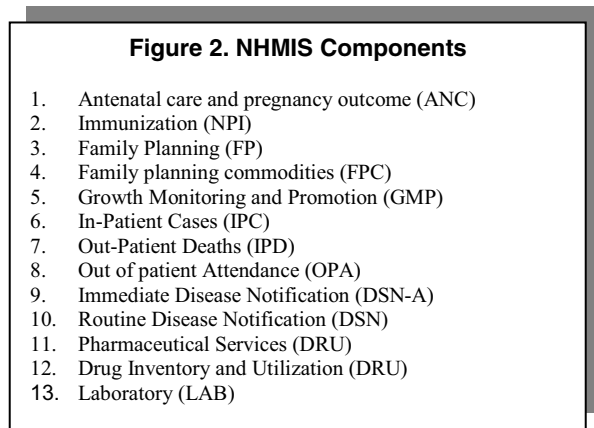 Figure 2. NHMIS Components
1. Antenatal care and pregnancy outcome (ANC)
2. Immunization (NPI)
3. Family Planning (FP)
4. Family planning commodities (FPC)
5. Growth Monitoring and Promotion (GMP)
6. In-Patient Cases (IPC)
7. Out-Patient Deaths (IPD)
8. Out of patient Attendance (OPA)
9. Immediate Disease Notification (DSN-A)
10. Routine Disease Notification (DSN)
11. Pharmaceutical Services (DRU)
12. Drug Inventory and Utilization (DRU)
13. Laboratory (LAB)